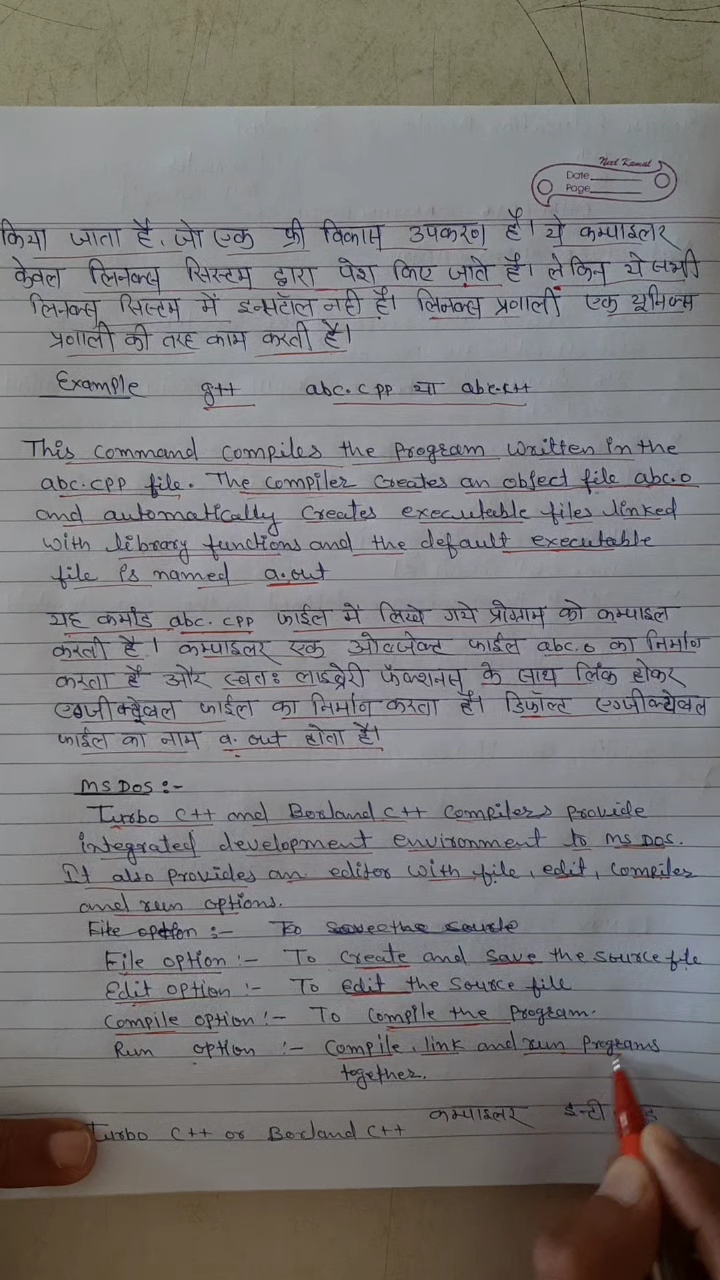 Neel Kamal
Date
Page
किया जाता है, जो एक फ्री विकास उपकरण है। ये कम्पाइलर
केवल लिनक्स सिस्टम द्वारा पेश किए जाते हैं। लेकिन ये सभी
लिनक्स सिस्टम में इन्सटॉल नही है। लिनक्स प्रणाली एक यूनिक्स
प्रणाली की तरह काम करती है।
Example g++ abc.cpp या abc.c++
This command compiles the program written in the
abc.cpp file. The compiler creates an object file abc.o
and automatically creates executable files linked
with library functions and the default executable
file is named a.out
यह कमांड abc.cpp फाईल में लिखे गये प्रोग्राम को कम्पाइल
करती है। कम्पाइलर एक ओब्जेक्ट फाईल abc.o का निर्माण
करता है और स्वतः लाइब्रेरी फंक्शनस् के साथ लिंक होकर
एग्जीक्यूेबल फाईल का निर्माण करता है। डिफॉल्ट एग्जीक्येबल
फाईल का नाम a.out होता है।
MS DOS :-
Turbo C++ and Borland C++ compilers provide
integrated development environment to MS DOS.
It also provides an editor with file, edit, compiler
and run options.
File option :- To save the source
File option :- To create and save the source file
Edit option :- To edit the source file
Compile option :- To compile the program.
Run option :- Compile, link and run programs
together.
Turbo C++ or Borland C++ कम्पाइलर